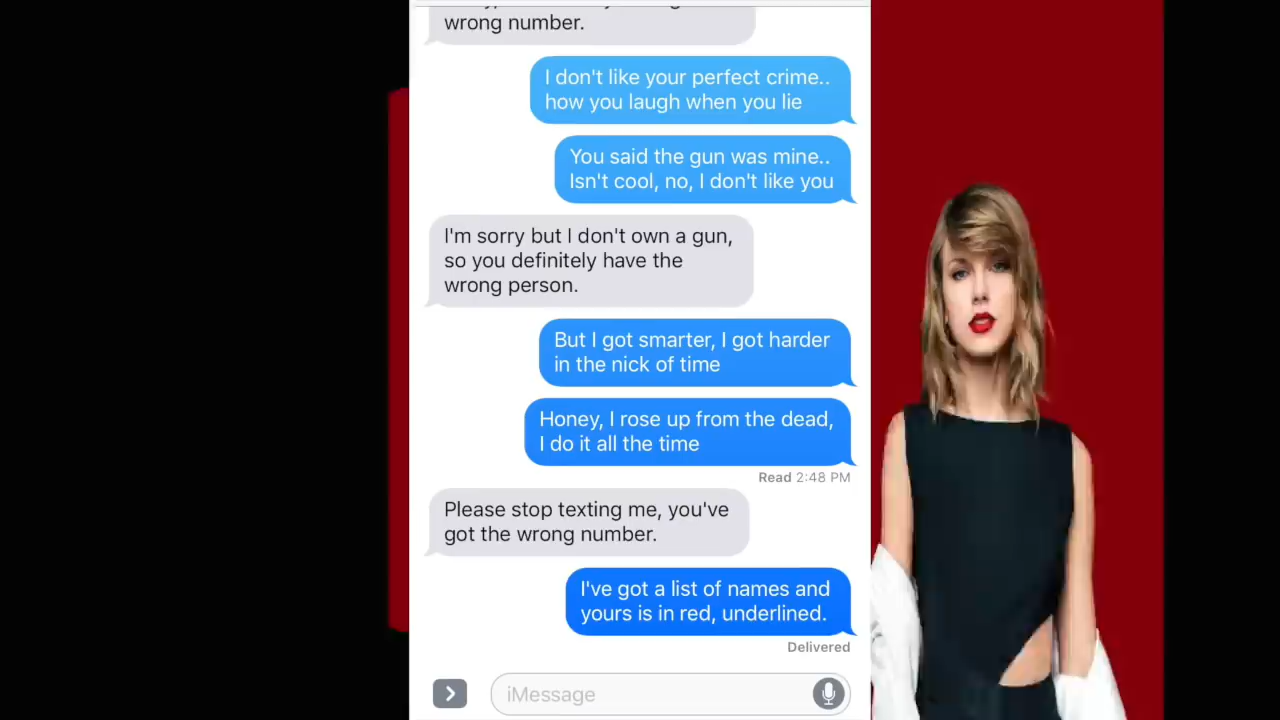 wrong number.
I don't like your perfect crime..
how you laugh when you lie
You said the gun was mine..
Isn't cool, no, I don't like you
I'm sorry but I don't own a gun,
so you definitely have the
wrong person.
But I got smarter, I got harder
in the nick of time
Honey, I rose up from the dead,
I do it all the time
Read 2:48 PM
Please stop texting me, you've
got the wrong number.
I've got a list of names and
yours is in red, underlined.
Delivered
iMessage